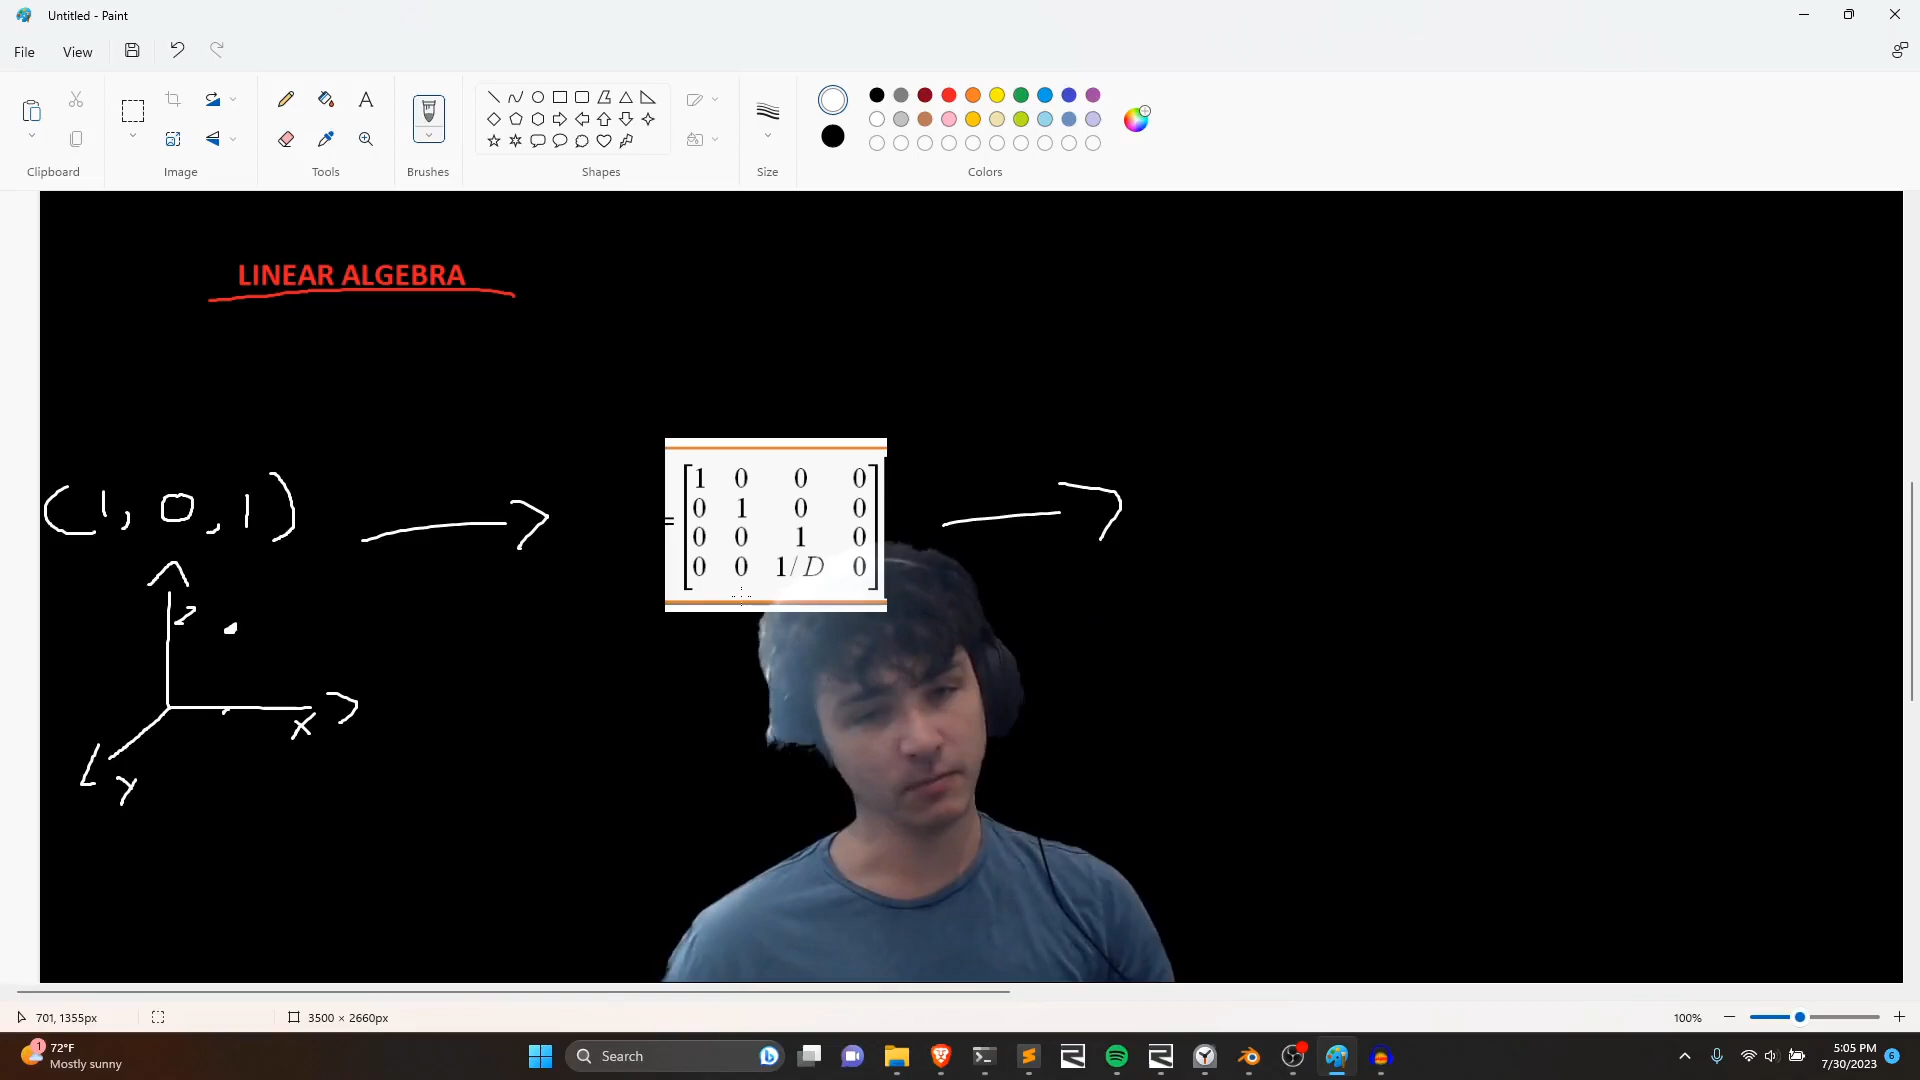 Untitled - Paint
File View
Clipboard Image Tools Brushes Shapes Size Colors
A
LINEAR ALGEBRA
(1, 0, 1)
= [1 0 0 0
0 1 0 0
0 0 1 0
0 0 1/D 0]
z
x
y
701, 1355px 3500 × 2660px 100%
1 72°F
Mostly sunny
Search
5:05 PM
7/30/2023
6